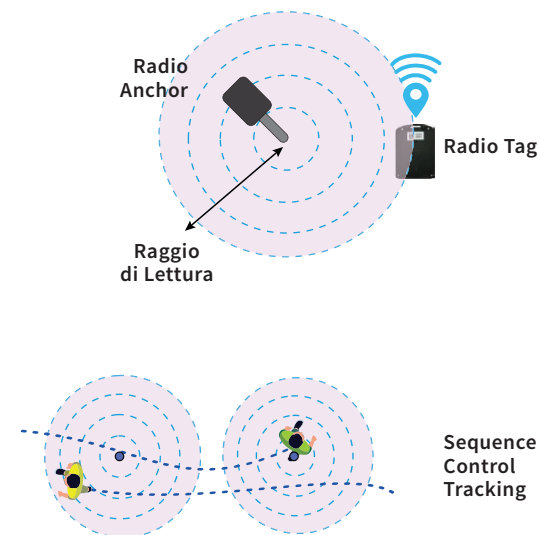 Radio
Anchor
Radio Tag
Raggio
di Lettura
Sequence
Control
Tracking